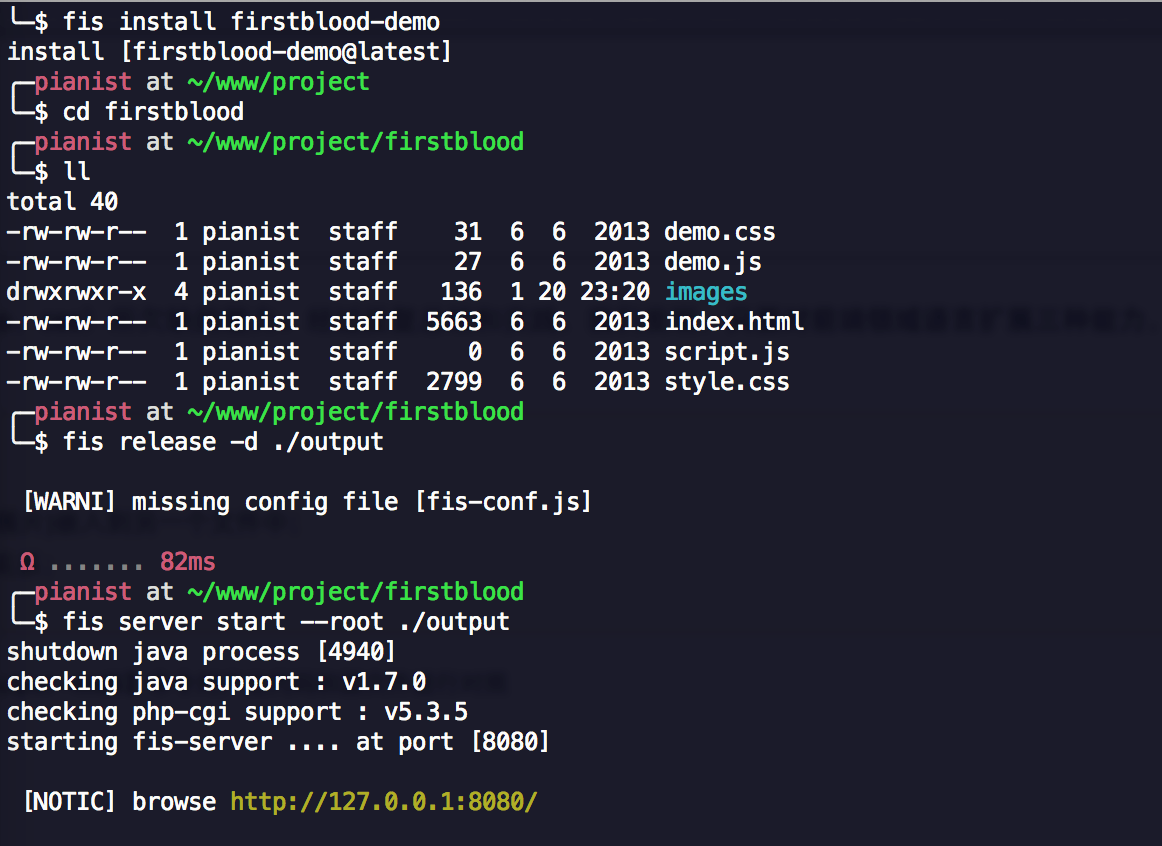 $ fis install firstblood-demo
install [firstblood-demo@latest]
pianist at ~/www/project
$ cd firstblood
pianist at ~/www/project/firstblood
$ ll
total 40
-rw-rw-r-- 1 pianist staff 31 6 6 2013 demo.css
-rw-rw-r-- 1 pianist staff 27 6 6 2013 demo.js
drwxrwxr-x 4 pianist staff 136 1 20 23:20 images
-rw-rw-r-- 1 pianist staff 5663 6 6 2013 index.html
-rw-rw-r-- 1 pianist staff 0 6 6 2013 script.js
-rw-rw-r-- 1 pianist staff 2799 6 6 2013 style.css
pianist at ~/www/project/firstblood
$ fis release -d ./output
[WARNI] missing config file [fis-conf.js]
Ω ....... 82ms
pianist at ~/www/project/firstblood
$ fis server start --root ./output
shutdown java process [4940]
checking java support : v1.7.0
checking php-cgi support : v5.3.5
starting fis-server .... at port [8080]
[NOTIC] browse http://127.0.0.1:8080/